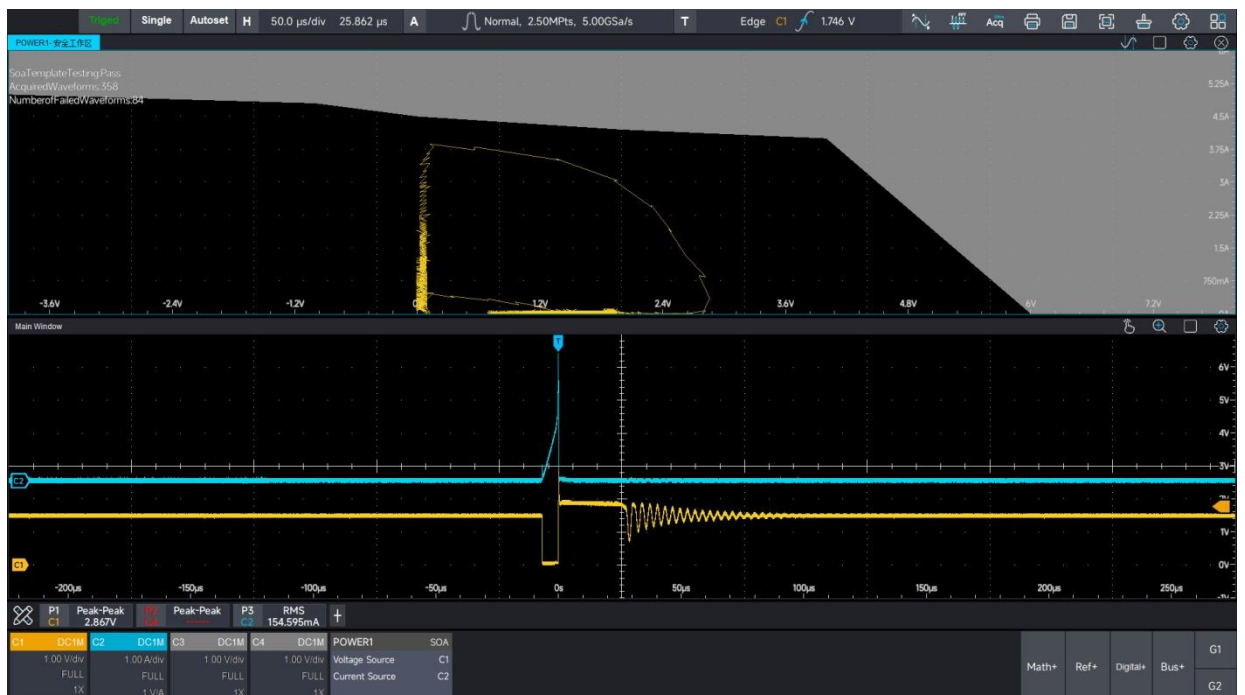 Triged Single Autoset H 50.0 μs/div 25.862 μs A Normal, 2.50MPts, 5.00GSa/s T Edge C1 1.746 V Acq
POWER1-安全工作区
SoaTemplateTesting:Pass
AcquiredWaveforms:358
NumberofFailedWaveforms:84
5.25A
4.5A
3.75A
3A
2.25A
1.5A
750mA
-3.6V -2.4V -1.2V 0 1.2V 2.4V 3.6V 4.8V 6V 7.2V
Main Window
T
6V
5V
4V
3V
C2
1V
C1 0V
-200μs -150μs -100μs -50μs 0s 50μs 100μs 150μs 200μs 250μs
-1V
P1 Peak-Peak Peak-Peak P3 RMS +
C1 2.867V C4 ------ C2 154.595mA
C1 DC1M C2 DC1M C3 DC1M C4 DC1M POWER1 SOA
1.00 V/div 1.00 A/div 1.00 V/div 1.00 V/div Voltage Source C1
FULL FULL FULL FULL Current Source C2
1X 1 V/A 1X 1X
Math+ Ref+ Digital+ Bus+
G1
G2